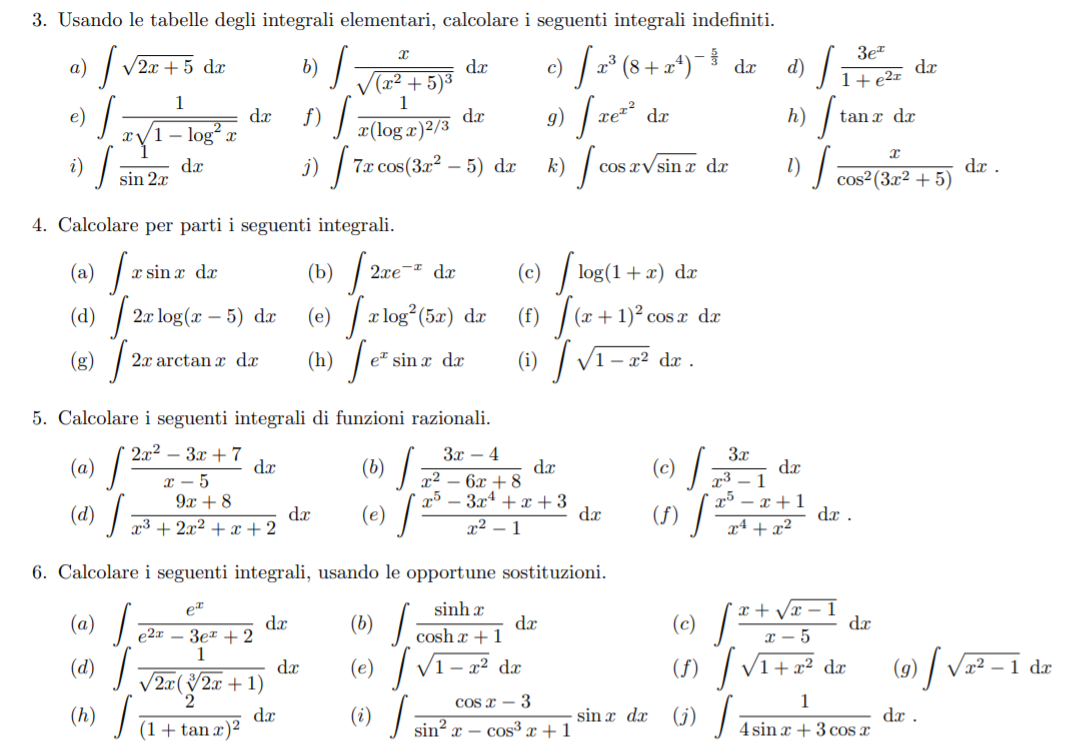 3. Usando le tabelle degli integrali elementari, calcolare i seguenti integrali indefiniti.
a) ∫ √(2x + 5) dx b) ∫ x/√((x² + 5)³) dx c) ∫ x³ (8 + x⁴)^(−5/3) dx d) ∫ 3eˣ/(1 + e²ˣ) dx
e) ∫ 1/(x√(1 − log² x)) dx f) ∫ 1/(x(log x)^(2/3)) dx g) ∫ xe^(x²) dx h) ∫ tan x dx
i) ∫ 1/(sin 2x) dx j) ∫ 7x cos(3x² − 5) dx k) ∫ cos x√(sin x) dx l) ∫ x/(cos²(3x² + 5)) dx .
4. Calcolare per parti i seguenti integrali.
(a) ∫ x sin x dx (b) ∫ 2xe^(−x) dx (c) ∫ log(1 + x) dx
(d) ∫ 2x log(x − 5) dx (e) ∫ x log²(5x) dx (f) ∫ (x + 1)² cos x dx
(g) ∫ 2x arctan x dx (h) ∫ eˣ sin x dx (i) ∫ √(1 − x²) dx .
5. Calcolare i seguenti integrali di funzioni razionali.
(a) ∫ (2x² − 3x + 7)/(x − 5) dx (b) ∫ (3x − 4)/(x² − 6x + 8) dx (c) ∫ 3x/(x³ − 1) dx
(d) ∫ (9x + 8)/(x³ + 2x² + x + 2) dx (e) ∫ (x⁵ − 3x⁴ + x + 3)/(x² − 1) dx (f) ∫ (x⁵ − x + 1)/(x⁴ + x²) dx .
6. Calcolare i seguenti integrali, usando le opportune sostituzioni.
(a) ∫ eˣ/(e²ˣ − 3eˣ + 2) dx (b) ∫ sinh x/(cosh x + 1) dx (c) ∫ (x + √(x − 1))/(x − 5) dx
(d) ∫ 1/(√(2x)(∛(2x) + 1)) dx (e) ∫ √(1 − x²) dx (f) ∫ √(1 + x²) dx (g) ∫ √(x² − 1) dx
(h) ∫ 2/(1 + tan x)² dx (i) ∫ (cos x − 3)/(sin² x − cos³ x + 1) sin x dx (j) ∫ 1/(4 sin x + 3 cos x) dx .